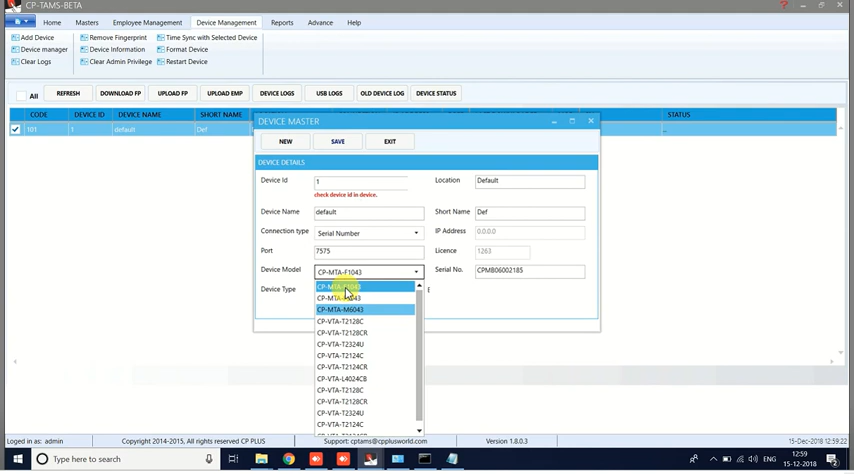 CP-TAMS-BETA
Home Masters Employee Management Device Management Reports Advance Help
Add Device Remove Fingerprint Time Sync with Selected Device
Device manager Device Information Format Device
Clear Logs Clear Admin Privilege Restart Device
All REFRESH DOWNLOAD FP UPLOAD FP UPLOAD EMP DEVICE LOGS USB LOGS OLD DEVICE LOG DEVICE STATUS
CODE DEVICE ID DEVICE NAME SHORT NAME STATUS
101 1 default Def
DEVICE MASTER
NEW SAVE EXIT
DEVICE DETAILS
Device Id 1 Location Default
check device id in device.
Device Name default Short Name Def
Connection type Serial Number IP Address 0.0.0.0
Port 7575 Licence 1263
Device Model CP-MTA-F1043 Serial No. CPMB06002185
Device Type E
CP-MTA-M6043
CP-VTA-T2128C
CP-VTA-T2128CR
CP-VTA-T2324U
CP-VTA-T2124C
CP-VTA-T2124CR
CP-VTA-L4024CB
CP-VTA-T2128C
CP-VTA-T2128CR
CP-VTA-T2324U
CP-VTA-T2124C
Logged in as: admin Copyright 2014-2015, All rights reserved CP PLUS Support: cptams@cpplusworld.com Version 1.8.0.3 15-Dec-2018 12:59:22
Type here to search
12:59
15-12-2018
2